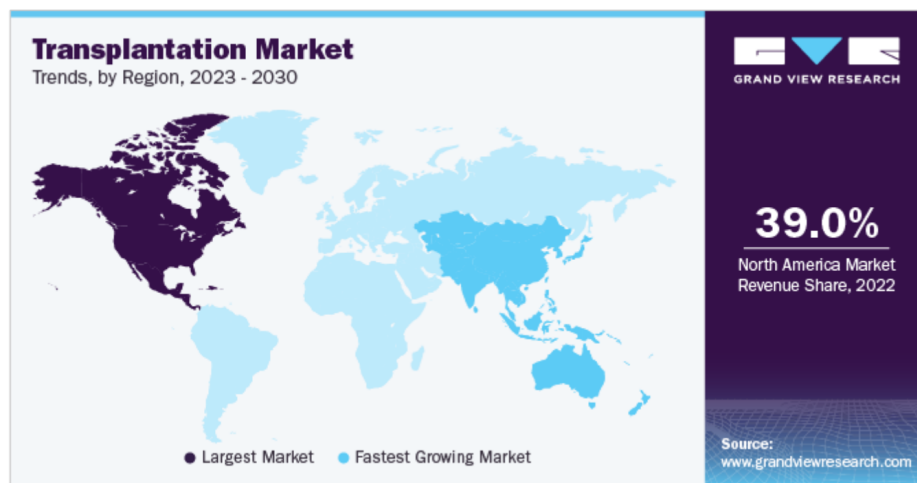 Transplantation Market
Trends, by Region, 2023 - 2030
GRAND VIEW RESEARCH
39.0%
North America Market
Revenue Share, 2022
Largest Market
Fastest Growing Market
Source:
www.grandviewresearch.com